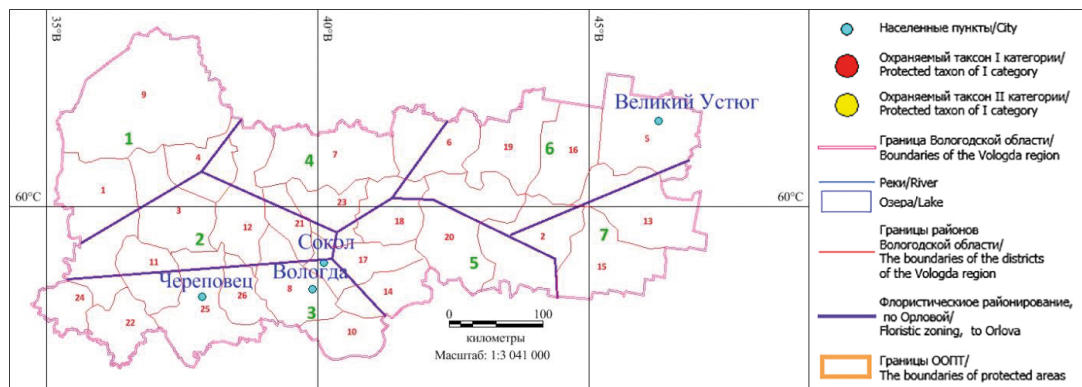 35°В
40°В
45°В
9
Великий Устюг
1
4
4
7
6
19
6
16
5
1
60°С
60°С
3
23
18
13
2
12
21
20
2
7
Сокол
11
17
5
15
Вологда
Череповец
8
14
24
26
25
3
22
10
0
100
километры
Масштаб: 1:3 041 000
Населенные пункты/City
Охраняемый таксон I категории/
Protected taxon of I category
Охраняемый таксон II категории/
Protected taxon of I category
Граница Вологодской области/
Boundaries of the Vologda region
Реки/River
Озера/Lake
Границы районов
Вологодской области/
The boundaries of the districts
of the Vologda region
Флористическое районирование,
по Орловой/
Floristic zoning, to Orlova
Границы ООПТ/
The boundaries of protected areas